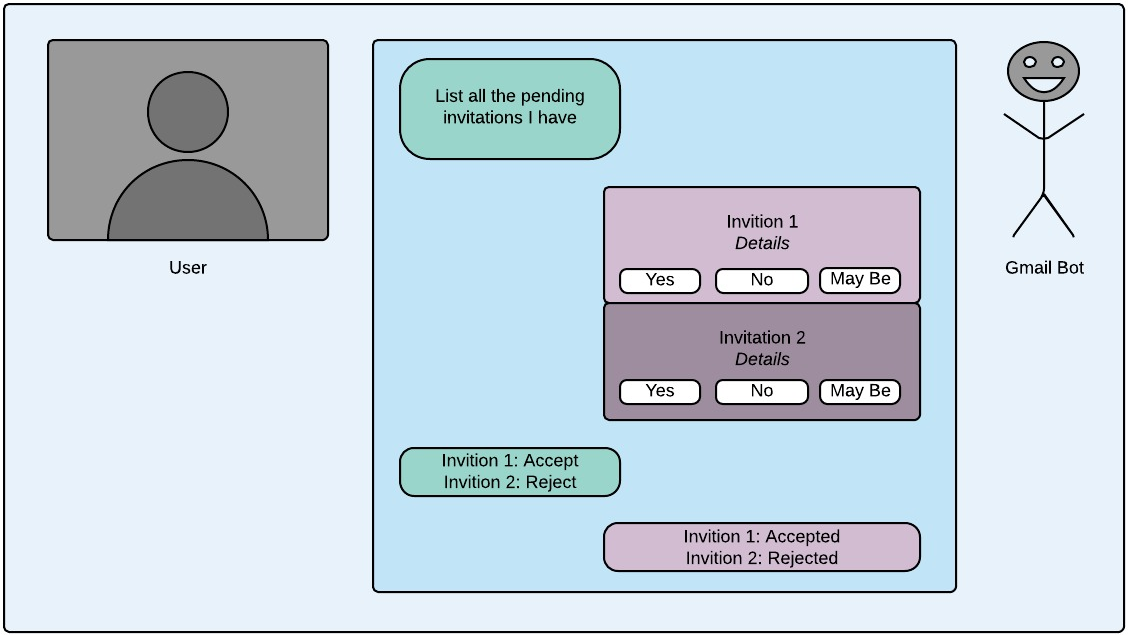 List all the pending
invitations I have
Invition 1
Details
Yes
No
May Be
Invitation 2
Details
Yes
No
May Be
Invition 1: Accept
Invition 2: Reject
Invition 1: Accepted
Invition 2: Rejected
User
Gmail Bot